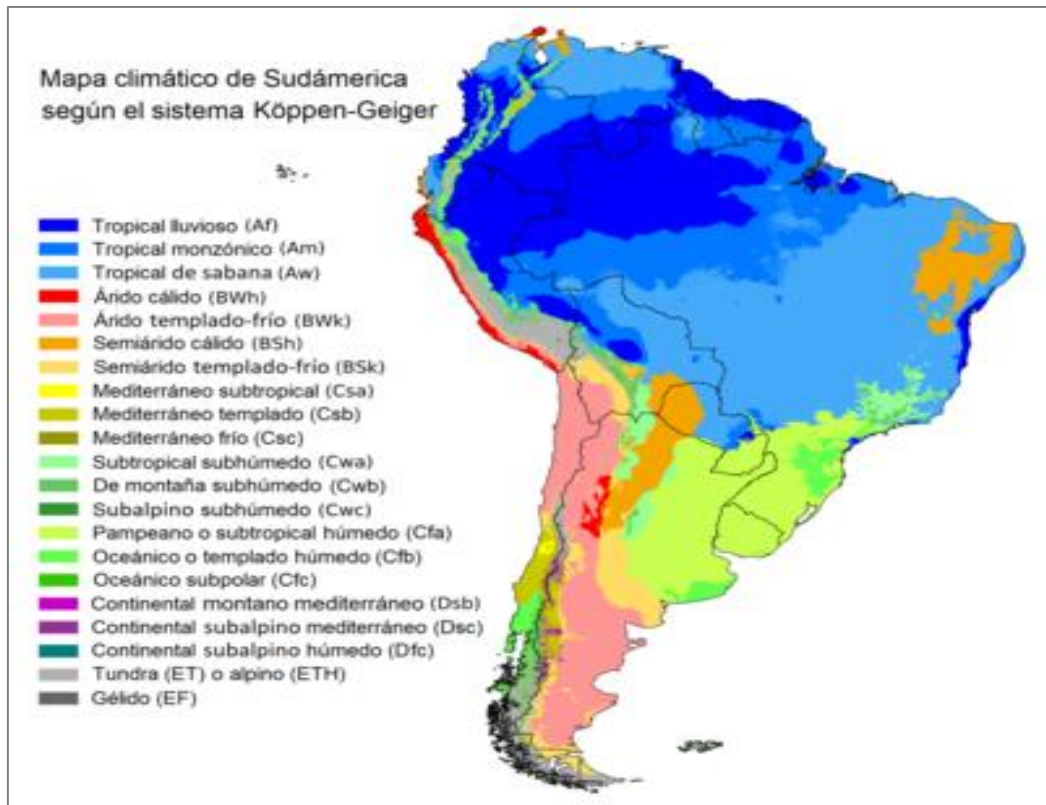 Mapa climático de Sudámerica
según el sistema Köppen-Geiger
Tropical lluvioso (Af)
Tropical monzónico (Am)
Tropical de sabana (Aw)
Árido cálido (BWh)
Árido templado-frío (BWk)
Semiárido cálido (BSh)
Semiárido templado-frío (BSk)
Mediterráneo subtropical (Csa)
Mediterráneo templado (Csb)
Mediterráneo frío (Csc)
Subtropical subhúmedo (Cwa)
De montaña subhúmedo (Cwb)
Subalpino subhúmedo (Cwc)
Pampeano o subtropical húmedo (Cfa)
Oceánico o templado húmedo (Cfb)
Oceánico subpolar (Cfc)
Continental montano mediterráneo (Dsb)
Continental subalpino mediterráneo (Dsc)
Continental subalpino húmedo (Dfc)
Tundra (ET) o alpino (ETH)
Gélido (EF)